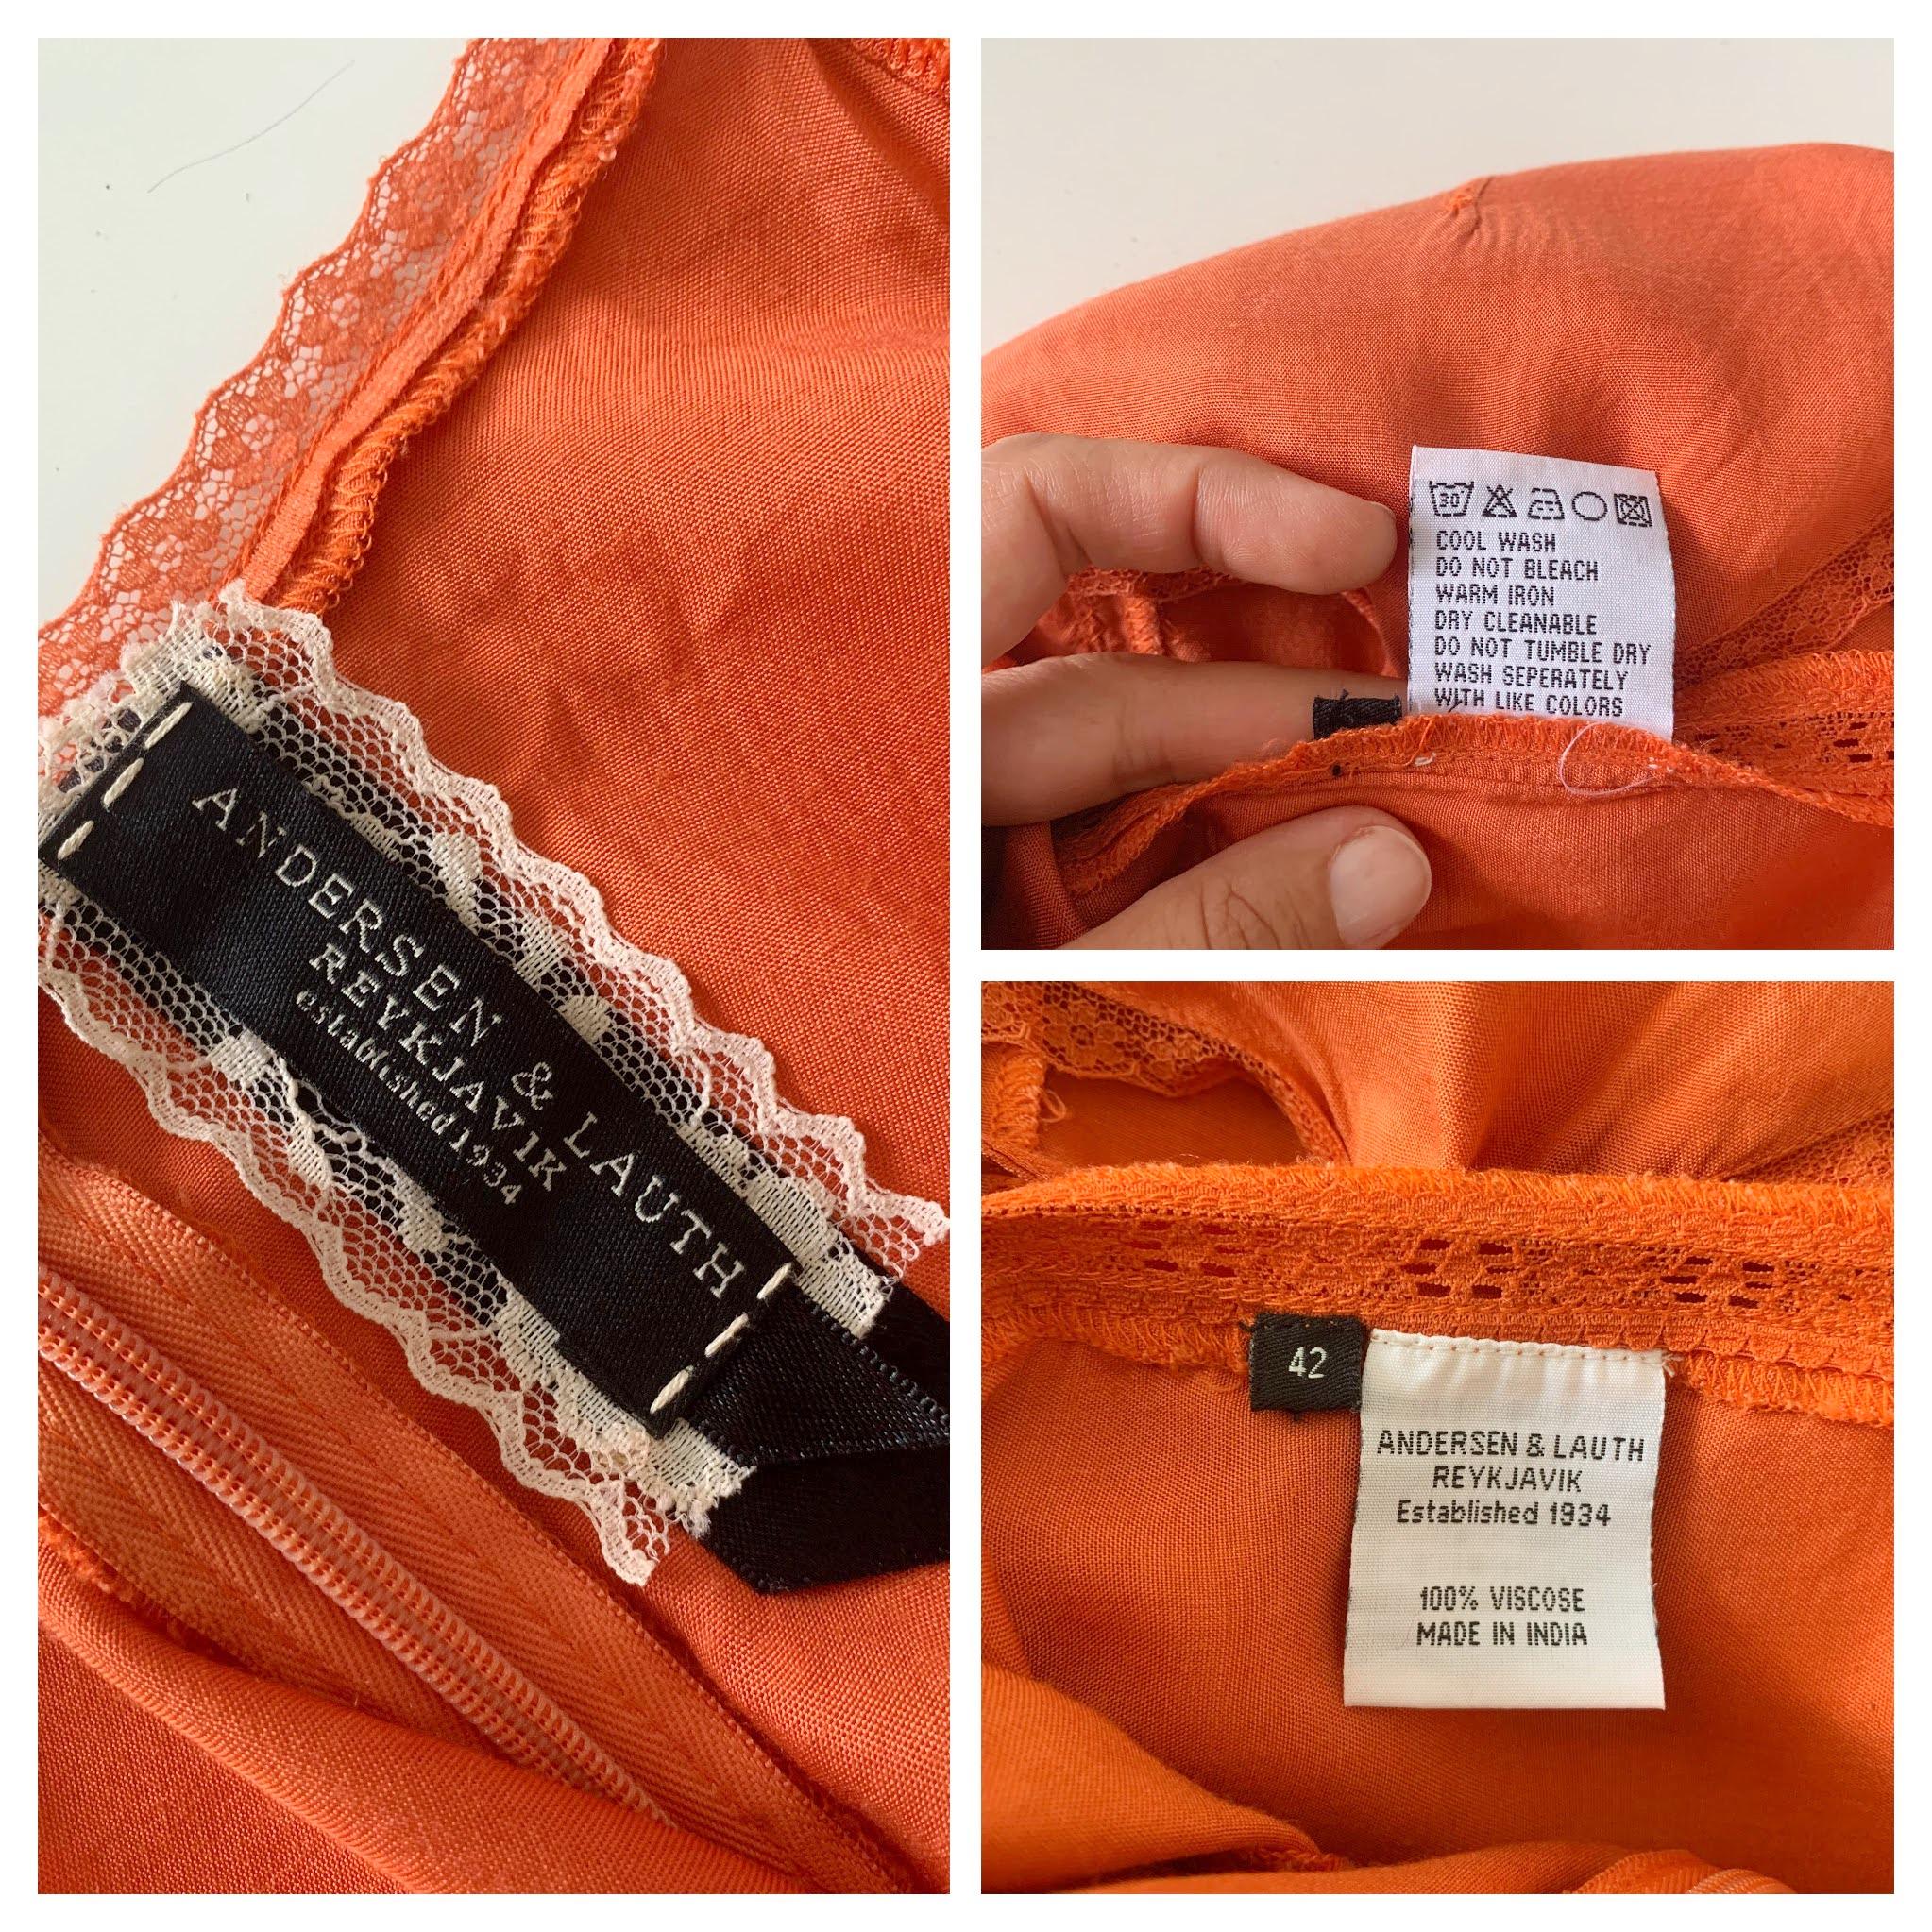 ANDERSEN & LAUTH
REYKJAVIK
established 1934
30
COOL WASH
DO NOT BLEACH
WARM IRON
DRY CLEANABLE
DO NOT TUMBLE DRY
WASH SEPERATELY
WITH LIKE COLORS
42
ANDERSEN & LAUTH
REYKJAVIK
Established 1934
100% VISCOSE
MADE IN INDIA